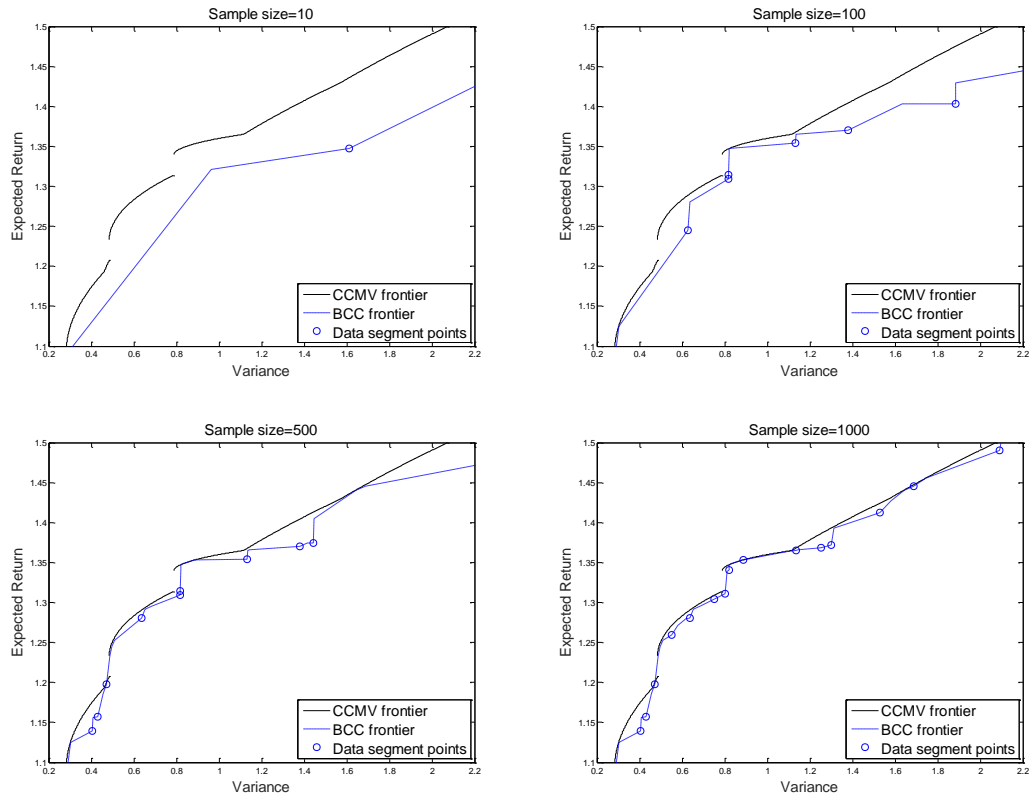 Sample size=10
1.5
1.45
1.4
1.35
1.3
1.25
1.2
1.15
1.1
Expected Return
0.2 0.4 0.6 0.8 1 1.2 1.4 1.6 1.8 2 2.2
Variance
CCMV frontier
BCC frontier
Data segment points
Sample size=100
1.5
1.45
1.4
1.35
1.3
1.25
1.2
1.15
1.1
Expected Return
0.2 0.4 0.6 0.8 1 1.2 1.4 1.6 1.8 2 2.2
Variance
CCMV frontier
BCC frontier
Data segment points
Sample size=500
1.5
1.45
1.4
1.35
1.3
1.25
1.2
1.15
1.1
Expected Return
0.2 0.4 0.6 0.8 1 1.2 1.4 1.6 1.8 2 2.2
Variance
CCMV frontier
BCC frontier
Data segment points
Sample size=1000
1.5
1.45
1.4
1.35
1.3
1.25
1.2
1.15
1.1
Expected Return
0.2 0.4 0.6 0.8 1 1.2 1.4 1.6 1.8 2 2.2
Variance
CCMV frontier
BCC frontier
Data segment points